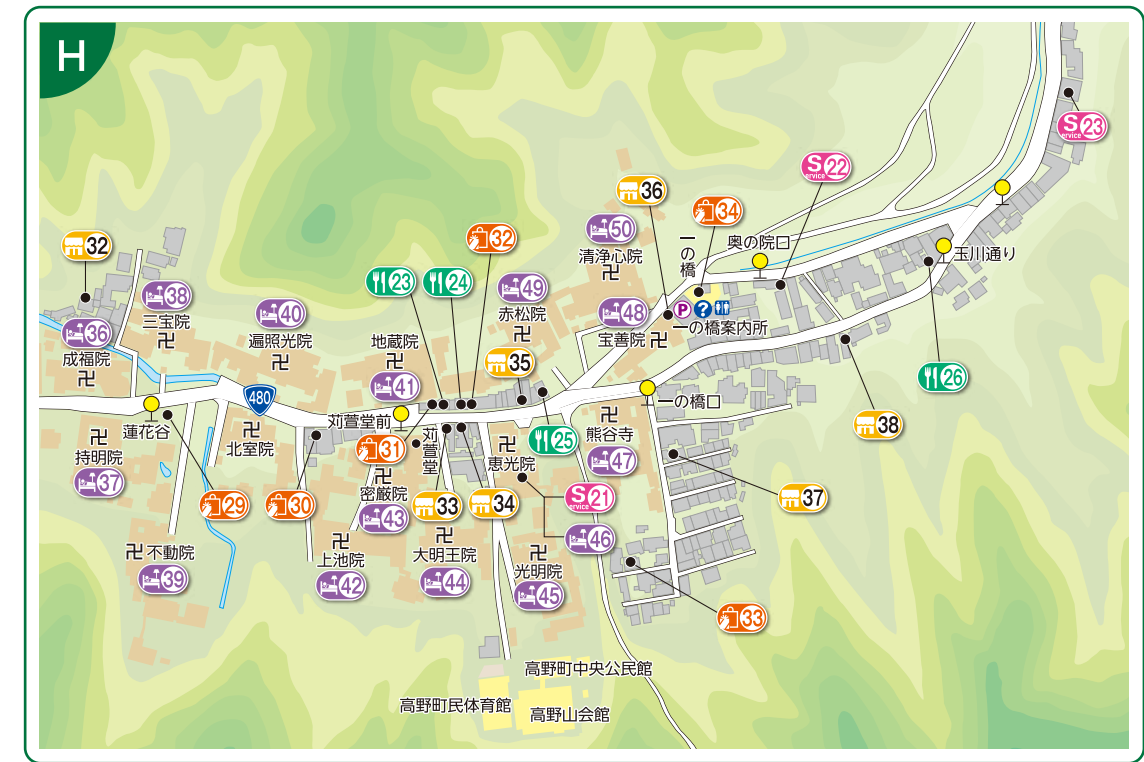 H
S
ervice
23
S
ervice
22
36
34
50
清浄心院
一の橋
奥の院口
玉川通り
32
32
38
三宝院
23
24
49
赤松院
40
遍照光院
地蔵院
48
宝善院
P
?
一の橋案内所
36
成福院
35
41
26
480
苅萱堂前
一の橋口
38
蓮花谷
北室院
31
苅萱堂
恵光院
25
熊谷寺
47
持明院
37
29
30
密厳院
43
33
34
S
ervice
21
37
46
不動院
39
上池院
42
大明王院
44
光明院
45
33
高野町中央公民館
高野町民体育館
高野山会館